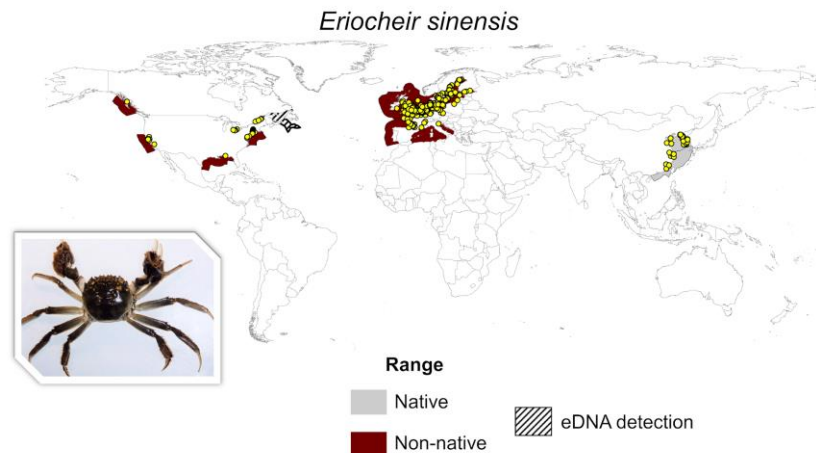 Eriocheir sinensis
Range
Native
Non-native
eDNA detection